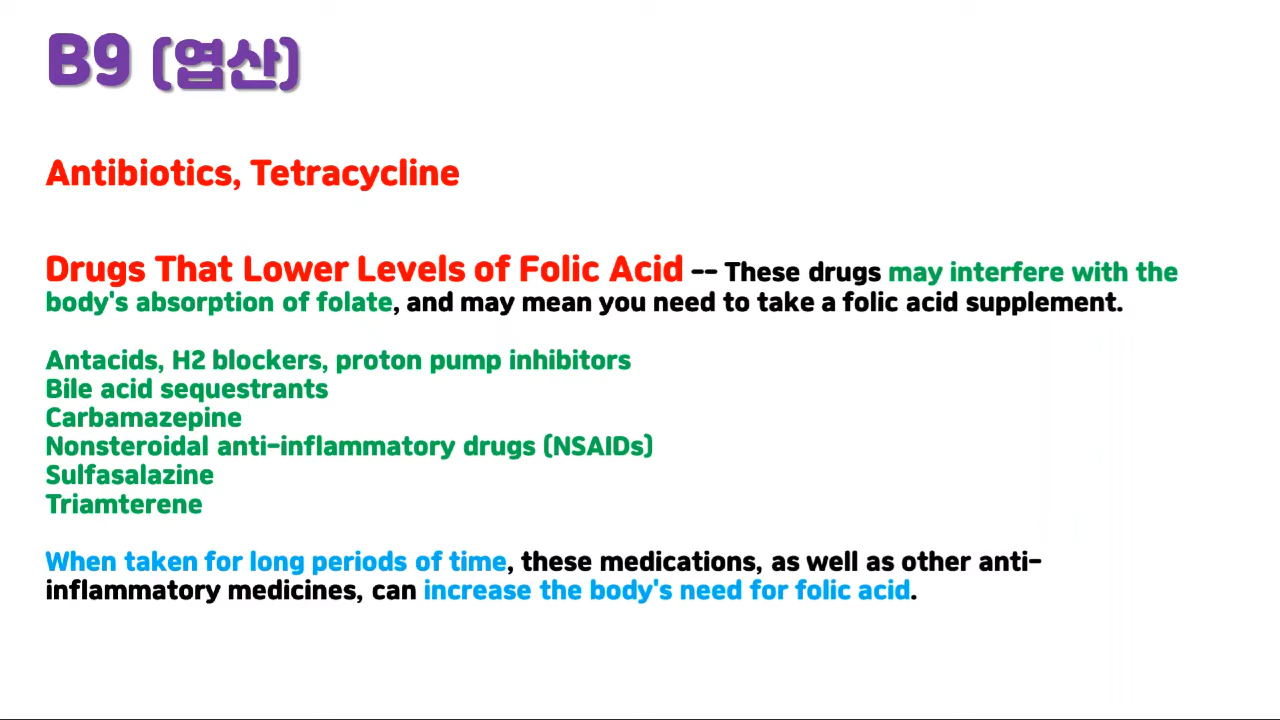 B9 (엽산)
Antibiotics, Tetracycline
Drugs That Lower Levels of Folic Acid -- These drugs may interfere with the
body's absorption of folate, and may mean you need to take a folic acid supplement.
Antacids, H2 blockers, proton pump inhibitors
Bile acid sequestrants
Carbamazepine
Nonsteroidal anti-inflammatory drugs (NSAIDs)
Sulfasalazine
Triamterene
When taken for long periods of time, these medications, as well as other anti-
inflammatory medicines, can increase the body's need for folic acid.